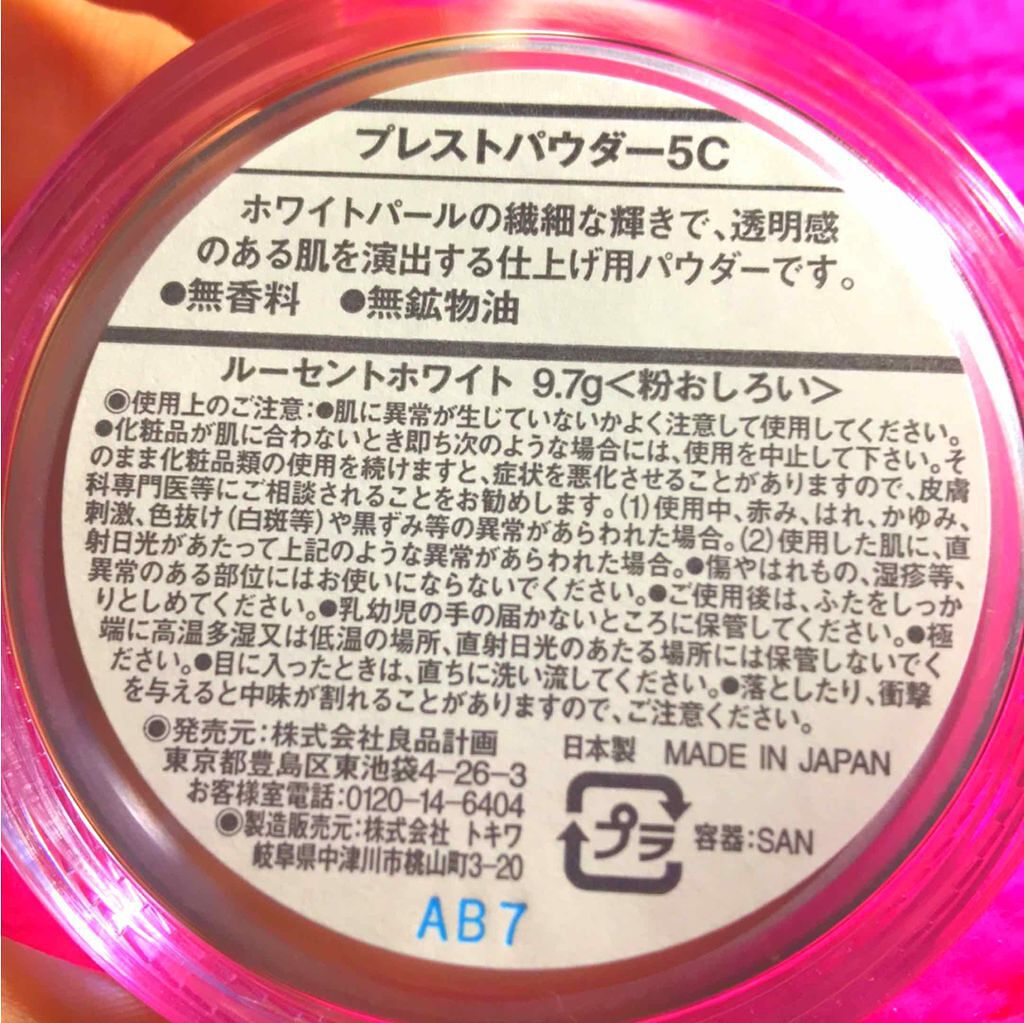 プレストパウダー5C
ホワイトパールの繊細な輝きで、透明感
のある肌を演出する仕上げ用パウダーです。
●無香料 ●無鉱物油
ルーセントホワイト 9.7g<粉おしろい>
◉使用上のご注意:●肌に異常が生じていないかよく注意して使用してください。
●化粧品が肌に合わないとき即ち次のような場合には、使用を中止して下さい。そ
のまま化粧品類の使用を続けますと、症状を悪化させることがありますので、皮膚
科専門医等にご相談されることをお勧めします。(1)使用中、赤み、はれ、かゆみ、
刺激、色抜け(白斑等)や黒ずみ等の異常があらわれた場合。(2)使用した肌に、直
射日光があたって上記のような異常があらわれた場合。●傷やはれもの、湿疹等、
異常のある部位にはお使いにならないでください。●ご使用後は、ふたをしっか
りとしめてください。●乳幼児の手の届かないところに保管してください。●極
端に高温多湿又は低温の場所、直射日光のあたる場所には保管しないでく
ださい。●目に入ったときは、直ちに洗い流してください。●落としたり、衝撃
を与えると中味が割れることがありますので、ご注意ください。
◉発売元:株式会社良品計画
東京都豊島区東池袋4-26-3
お客様室電話:0120-14-6404
◉製造販売元:株式会社 トキワ
岐阜県中津川市桃山町3-20
日本製 MADE IN JAPAN
プラ 容器:SAN
AB7